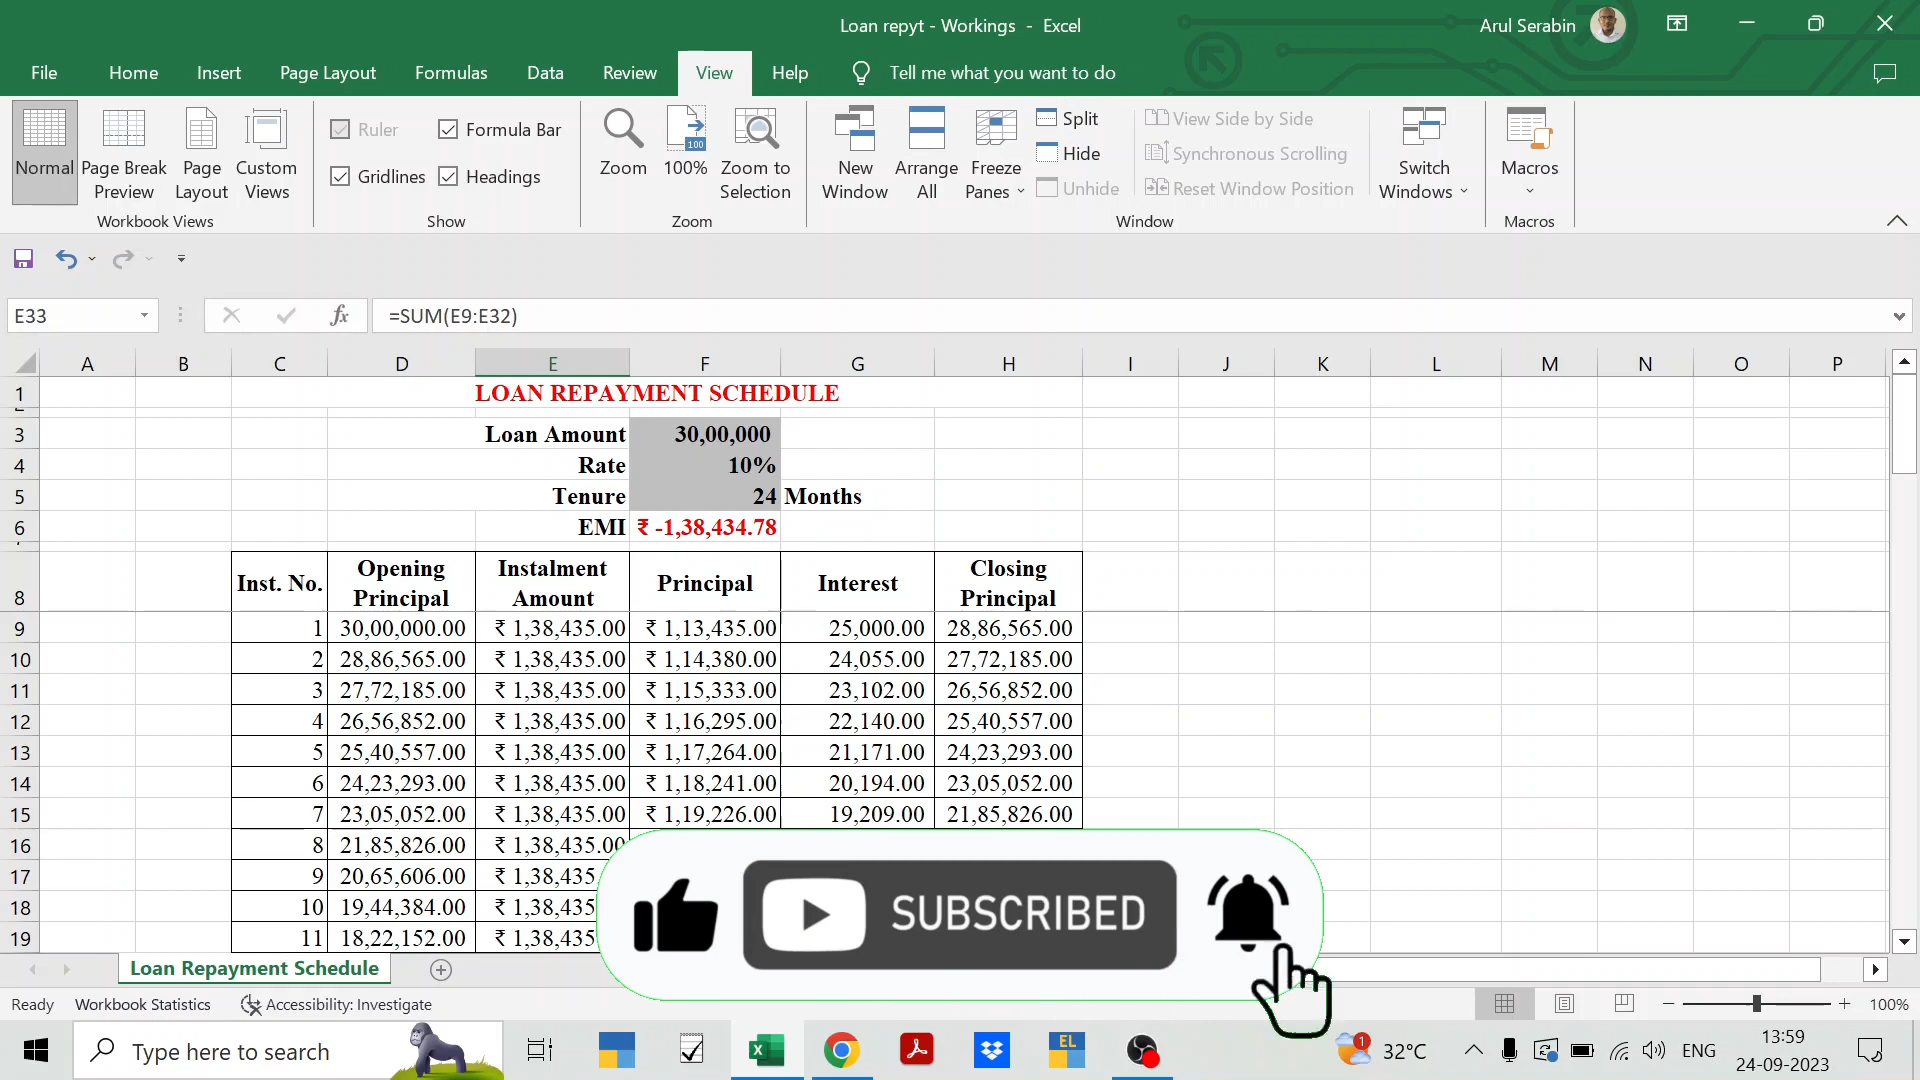 Loan repyt - Workings - Excel
Arul Serabin
File Home Insert Page Layout Formulas Data Review View Help Tell me what you want to do
Normal
Page Break Preview
Page Layout
Custom Views
Workbook Views
Ruler
Formula Bar
Gridlines
Headings
Show
Zoom
100
100%
Zoom to Selection
Zoom
New Window
Arrange All
Freeze Panes
Split
Hide
Unhide
View Side by Side
Synchronous Scrolling
Reset Window Position
Window
Switch Windows
Macros
Macros
E33
fx
=SUM(E9:E32)
A B C D E F G H I J K L M N O P
1 LOAN REPAYMENT SCHEDULE
3 Loan Amount 30,00,000
4 Rate 10%
5 Tenure 24 Months
6 EMI ₹ -1,38,434.78
8 Inst. No. Opening Principal Instalment Amount Principal Interest Closing Principal
9 1 30,00,000.00 ₹ 1,38,435.00 ₹ 1,13,435.00 25,000.00 28,86,565.00
10 2 28,86,565.00 ₹ 1,38,435.00 ₹ 1,14,380.00 24,055.00 27,72,185.00
11 3 27,72,185.00 ₹ 1,38,435.00 ₹ 1,15,333.00 23,102.00 26,56,852.00
12 4 26,56,852.00 ₹ 1,38,435.00 ₹ 1,16,295.00 22,140.00 25,40,557.00
13 5 25,40,557.00 ₹ 1,38,435.00 ₹ 1,17,264.00 21,171.00 24,23,293.00
14 6 24,23,293.00 ₹ 1,38,435.00 ₹ 1,18,241.00 20,194.00 23,05,052.00
15 7 23,05,052.00 ₹ 1,38,435.00 ₹ 1,19,226.00 19,209.00 21,85,826.00
16 8 21,85,826.00 ₹ 1,38,435.00
17 9 20,65,606.00 ₹ 1,38,435
18 10 19,44,384.00 ₹ 1,38,435
19 11 18,22,152.00 ₹ 1,38,435
SUBSCRIBED
Loan Repayment Schedule
Ready Workbook Statistics Accessibility: Investigate 100%
Type here to search
EL
1
32°C
ENG
13:59
24-09-2023